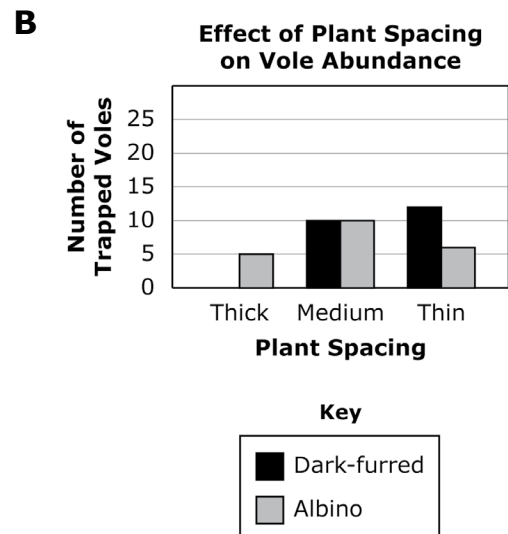 B
Effect of Plant Spacing
on Vole Abundance
Number of
Trapped Voles
25
20
15
10
5
0
Thick Medium Thin
Plant Spacing
Key
Dark-furred
Albino